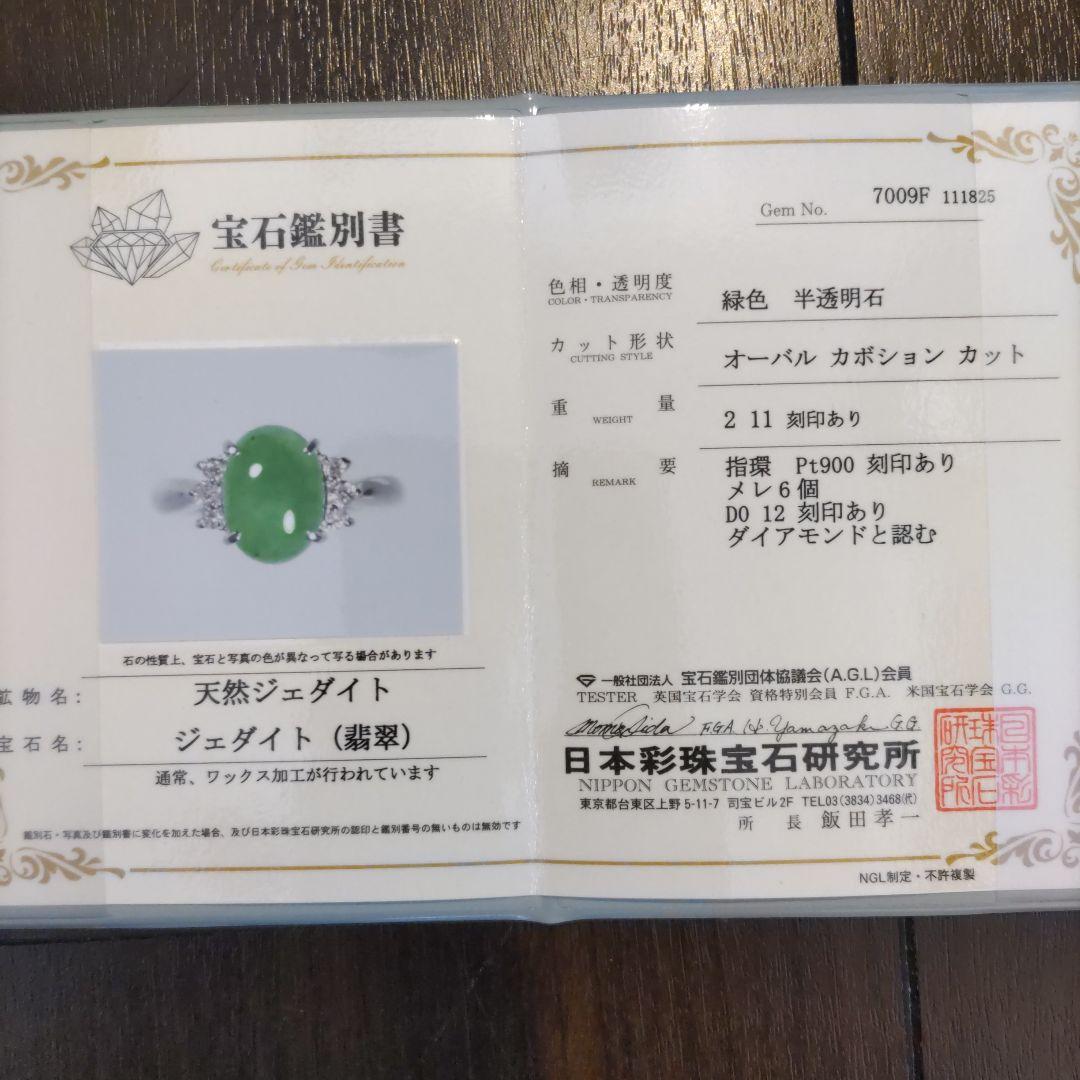 宝石鑑別書
Certificate of Gem Identification
石の性質上、宝石と写真の色が異なって写る場合があります
鉱物名: 天然ジェダイト
宝石名: ジェダイト (翡翠)
通常、ワックス加工が行われています
鑑別石・写真及び鑑別書に変化を加えた場合、及び日本彩珠宝石研究所の認印と鑑別番号の無いものは無効です
Gem No. 7009F 111825
色相・透明度 緑色 半透明石
COLOR・TRANSPARENCY
カット形状 オーバル カボション カット
CUTTING STYLE
重量 2 11 刻印あり
WEIGHT
摘要 指環 Pt900 刻印あり
REMARK
メレ6個
D0 12 刻印あり
ダイアモンドと認む
一般社団法人 宝石鑑別団体協議会(A.G.L)会員
TESTER 英国宝石学会 資格特別会員 F.G.A. 米国宝石学会 G.G.
F.G.A. Yamazaki G.G.
日本彩珠宝石研究所
NIPPON GEMSTONE LABORATORY
東京都台東区上野5-11-7 司宝ビル2F TEL03(3834)3468(代)
所長 飯田孝一
日本彩珠宝石研究所
NGL制定・不許複製